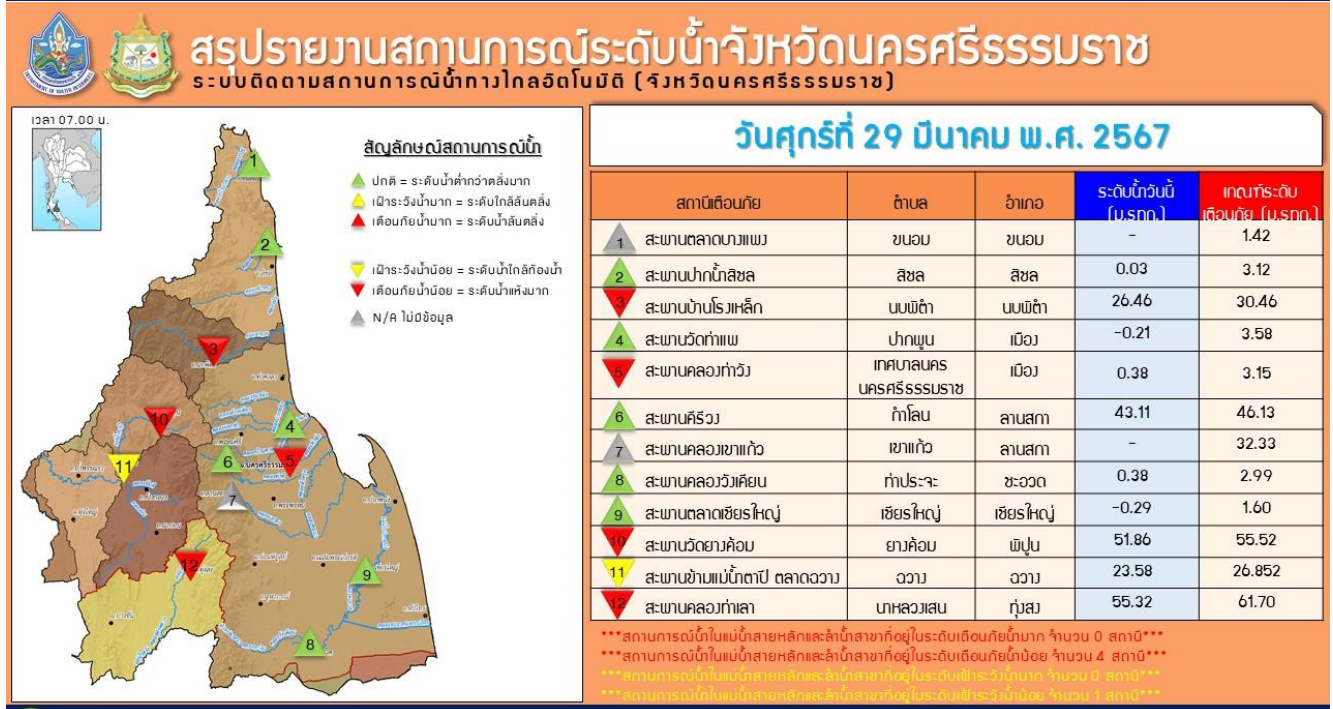 สรุปรายงานสถานการณ์ระดับน้ำจังหวัดนครศรีธรรมราช
ระบบติดตามสถานการณ์น้ำทางไกลอัตโนมัติ (จังหวัดนครศรีธรรมราช)
เวลา 07.00 น.
สัญลักษณ์สถานการณ์น้ำ
ปกติ = ระดับน้ำต่ำกว่าตลิ่งมาก
เฝ้าระวังน้ำมาก = ระดับใกล้ล้นตลิ่ง
เตือนภัยน้ำมาก = ระดับน้ำล้นตลิ่ง
เฝ้าระวังน้ำน้อย = ระดับน้ำใกล้ท้องน้ำ
เตือนภัยน้ำน้อย = ระดับน้ำแห้งมาก
N/A ไม่มีข้อมูล
1
2
3
10
4
11
6
5
7
12
9
8
วันศุกร์ที่ 29 มีนาคม พ.ศ. 2567
สถานีเตือนภัย ตำบล อำเภอ ระดับน้ำวันนี้ (ม.รทก.) เกณฑ์ระดับเตือนภัย (ม.รทก.)
1 สะพานตลาดบางแพง ขนอม ขนอม - 1.42
2 สะพานปากน้ำสิชล สิชล สิชล 0.03 3.12
3 สะพานบ้านโรงเหล็ก นบพิตำ นบพิตำ 26.46 30.46
4 สะพานวัดท่าแพ ปากพูน เมือง -0.21 3.58
5 สะพานคลองท่าวัง เทศบาลนครนครศรีธรรมราช เมือง 0.38 3.15
6 สะพานคีรีวง กำโลน ลานสกา 43.11 46.13
7 สะพานคลองเขาแก้ว เขาแก้ว ลานสกา - 32.33
8 สะพานคลองวังเคียน ท่าประจะ ชะอวด 0.38 2.99
9 สะพานตลาดเชียรใหญ่ เชียรใหญ่ เชียรใหญ่ -0.29 1.60
10 สะพานวัดยางค้อม ยางค้อม พิปูน 51.86 55.52
11 สะพานข้ามแม่น้ำตาปี ตลาดฉวาง ฉวาง ฉวาง 23.58 26.852
12 สะพานคลองท่าเลา นาหลวงเสน ทุ่งสง 55.32 61.70
***สถานการณ์น้ำในแม่น้ำสายหลักและลำน้ำสาขาที่อยู่ในระดับเตือนภัยน้ำมาก จำนวน 0 สถานี***
***สถานการณ์น้ำในแม่น้ำสายหลักและลำน้ำสาขาที่อยู่ในระดับเตือนภัยน้ำน้อย จำนวน 4 สถานี***
***สถานการณ์น้ำในแม่น้ำสายหลักและลำน้ำสาขาที่อยู่ในระดับเฝ้าระวังน้ำมาก จำนวน 0 สถานี***
***สถานการณ์น้ำในแม่น้ำสายหลักและลำน้ำสาขาที่อยู่ในระดับเฝ้าระวังน้ำน้อย จำนวน 1 สถานี***